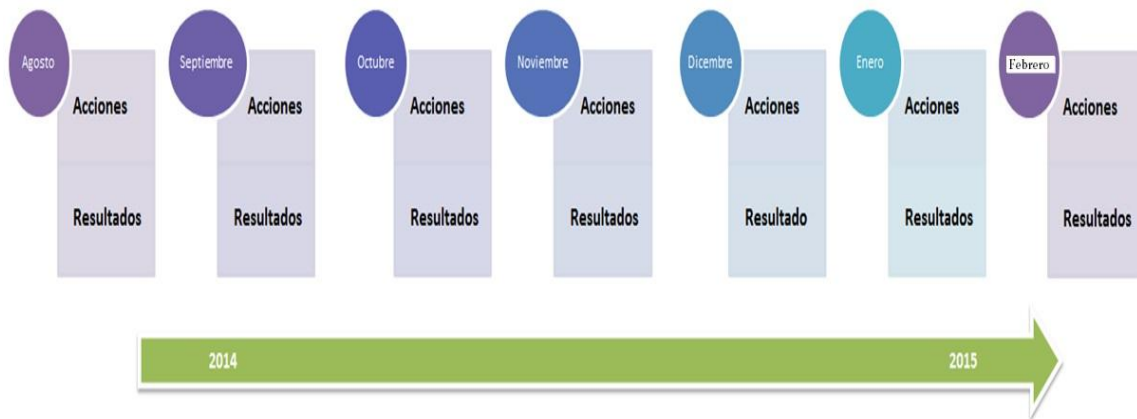 Agosto
Septiembre
Octubre
Noviembre
Dicembre
Enero
Febrero
Acciones
Acciones
Acciones
Acciones
Acciones
Acciones
Acciones
Resultados
Resultados
Resultados
Resultados
Resultado
Resultados
Resultados
2014
2015